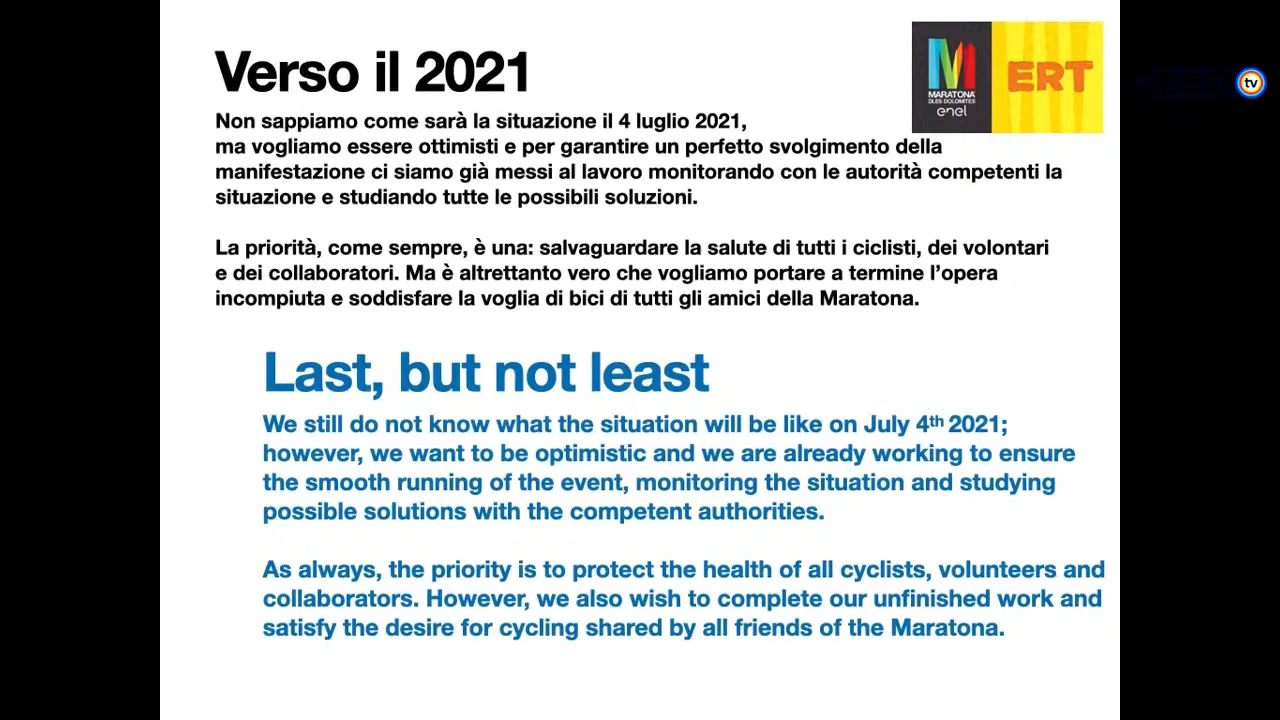 Verso il 2021
MARATONA
DLES DOLOMITES
enel
ERT
tv
Non sappiamo come sarà la situazione il 4 luglio 2021,
ma vogliamo essere ottimisti e per garantire un perfetto svolgimento della
manifestazione ci siamo già messi al lavoro monitorando con le autorità competenti la
situazione e studiando tutte le possibili soluzioni.
La priorità, come sempre, è una: salvaguardare la salute di tutti i ciclisti, dei volontari
e dei collaboratori. Ma è altrettanto vero che vogliamo portare a termine l’opera
incompiuta e soddisfare la voglia di bici di tutti gli amici della Maratona.
Last, but not least
We still do not know what the situation will be like on July 4th 2021;
however, we want to be optimistic and we are already working to ensure
the smooth running of the event, monitoring the situation and studying
possible solutions with the competent authorities.
As always, the priority is to protect the health of all cyclists, volunteers and
collaborators. However, we also wish to complete our unfinished work and
satisfy the desire for cycling shared by all friends of the Maratona.